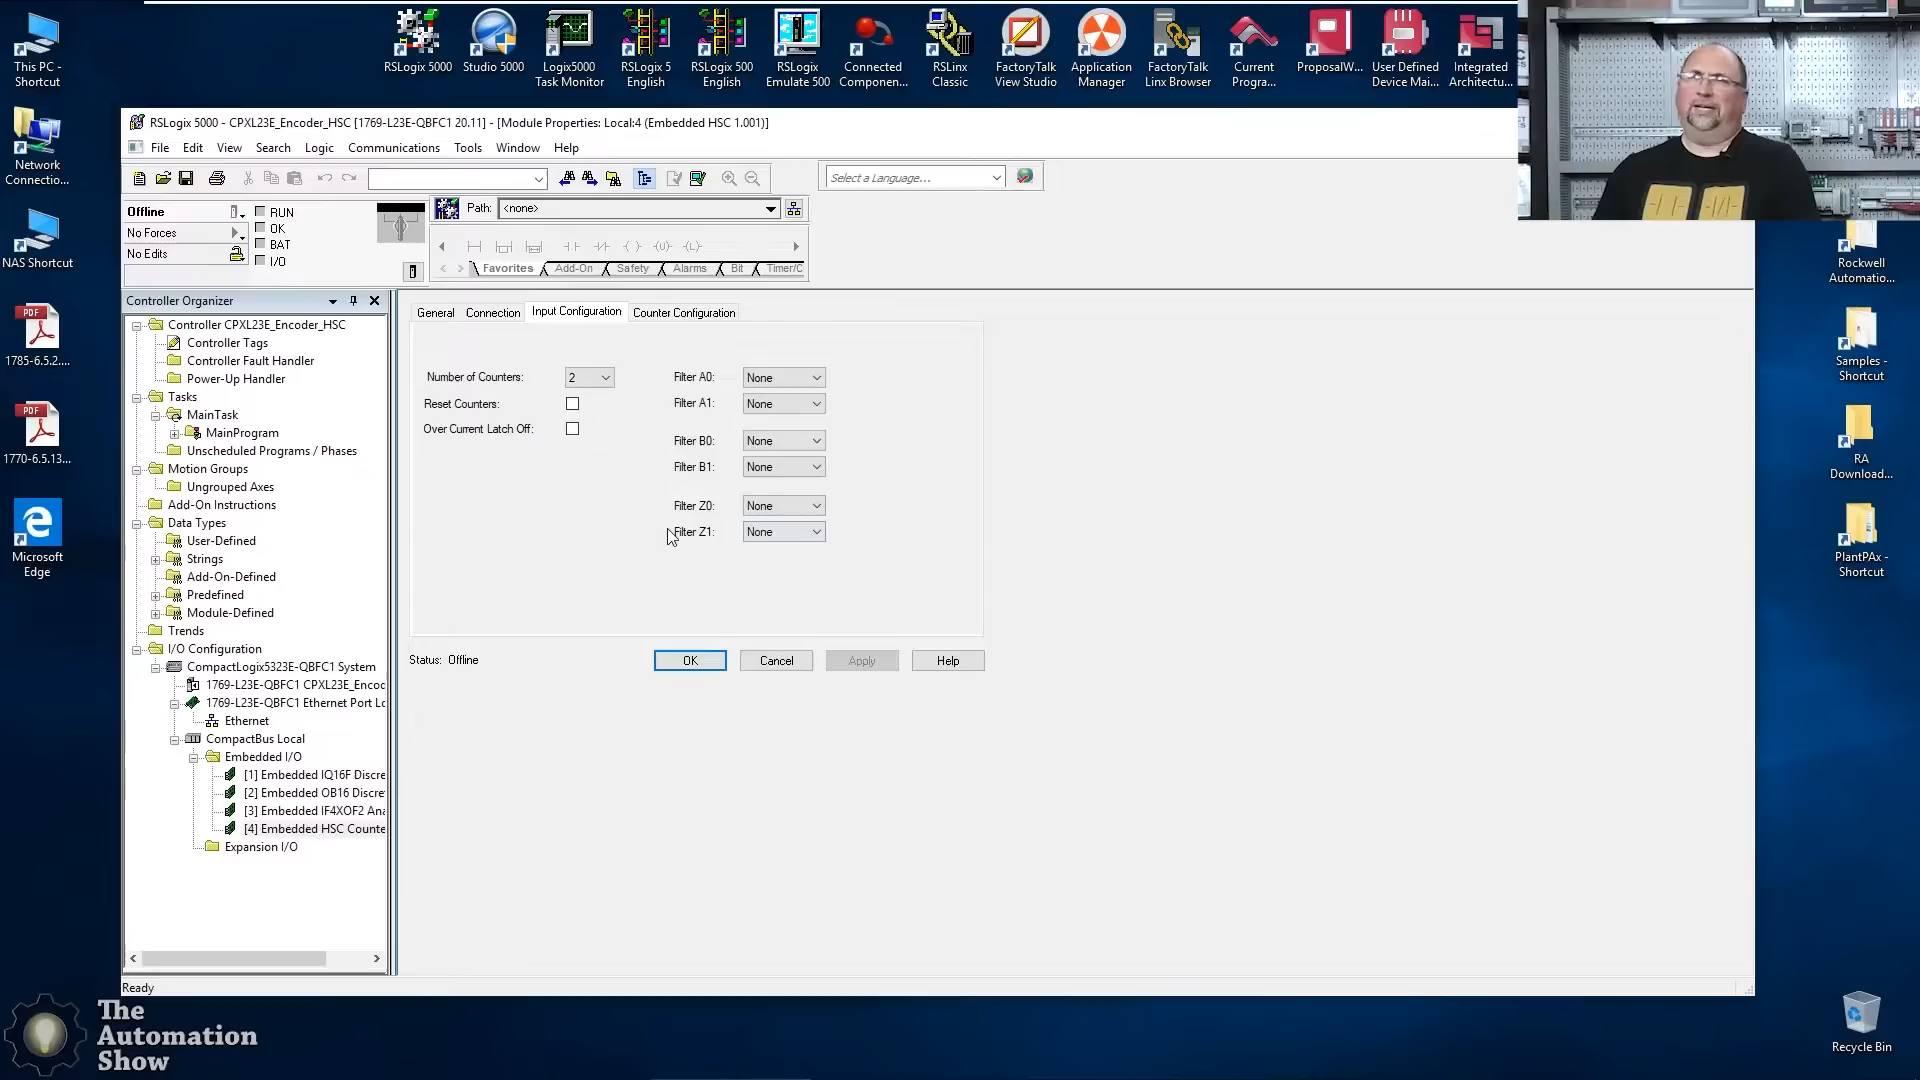 This PC -
Shortcut
Network
Connectio...
NAS Shortcut
PDF
1785-6.5.2....
PDF
1770-6.5.13...
Microsoft
Edge
RSLogix 5000
Studio 5000
Logix5000
Task Monitor
RSLogix 5
English
RSLogix 500
English
RSLogix
Emulate 500
Connected
Componen...
RSLinx
Classic
FactoryTalk
View Studio
Application
Manager
FactoryTalk
Linx Browser
Current
Progra...
ProposalW...
User Defined
Device Mai...
Integrated
Architectu...
RSLogix 5000 - CPXL23E_Encoder_HSC [1769-L23E-QBFC1 20.11] - [Module Properties: Local:4 (Embedded HSC 1.001)]
File Edit View Search Logic Communications Tools Window Help
Select a Language...
Offline
No Forces
No Edits
RUN
OK
BAT
I/O
Path: <none>
Favorites Add-On Safety Alarms Bit Timer/C
Controller Organizer
Controller CPXL23E_Encoder_HSC
Controller Tags
Controller Fault Handler
Power-Up Handler
Tasks
MainTask
MainProgram
Unscheduled Programs / Phases
Motion Groups
Ungrouped Axes
Add-On Instructions
Data Types
User-Defined
Strings
Add-On-Defined
Predefined
Module-Defined
Trends
I/O Configuration
CompactLogix5323E-QBFC1 System
1769-L23E-QBFC1 CPXL23E_Encoc
1769-L23E-QBFC1 Ethernet Port Lc
Ethernet
CompactBus Local
Embedded I/O
[1] Embedded IQ16F Discre
[2] Embedded OB16 Discre
[3] Embedded IF4XOF2 Ana
[4] Embedded HSC Counte
Expansion I/O
General Connection Input Configuration Counter Configuration
Number of Counters: 2
Reset Counters:
Over Current Latch Off:
Filter A0: None
Filter A1: None
Filter B0: None
Filter B1: None
Filter Z0: None
Filter Z1: None
Status: Offline
OK Cancel Apply Help
Ready
Rockwell
Automatio...
Samples -
Shortcut
RA
Download...
PlantPAx -
Shortcut
Recycle Bin
The
Automation
Show